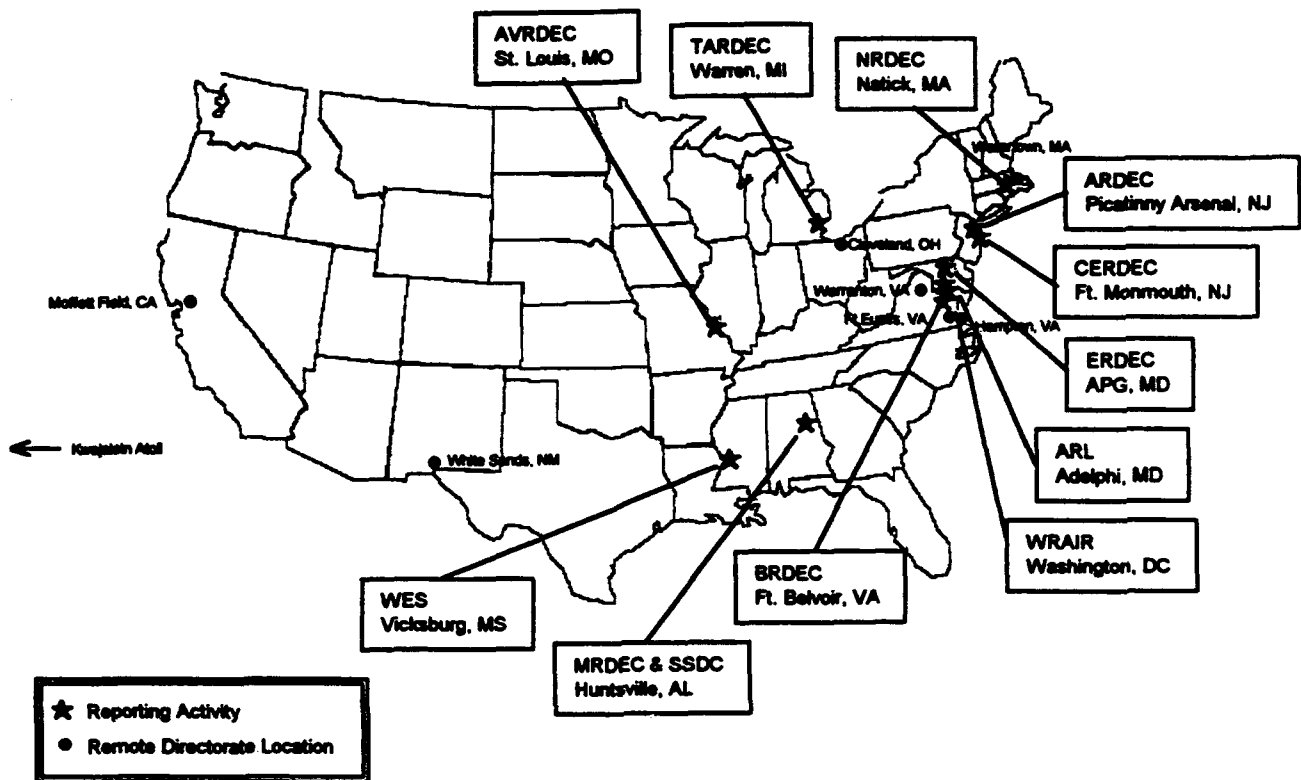 AVRDEC
St. Louis, MO
TARDEC
Warren, MI
NRDEC
Natick, MA
Watertown, MA
ARDEC
Picatinny Arsenal, NJ
Cleveland, OH
CERDEC
Ft. Monmouth, NJ
Moffett Field, CA
Warrenton, VA
Ft Eustis, VA
Hampton, VA
ERDEC
APG, MD
Kwajalein Atoll
White Sands, NM
ARL
Adelphi, MD
WRAIR
Washington, DC
BRDEC
Ft. Belvoir, VA
WES
Vicksburg, MS
MRDEC & SSDC
Huntsville, AL
Reporting Activity
Remote Directorate Location